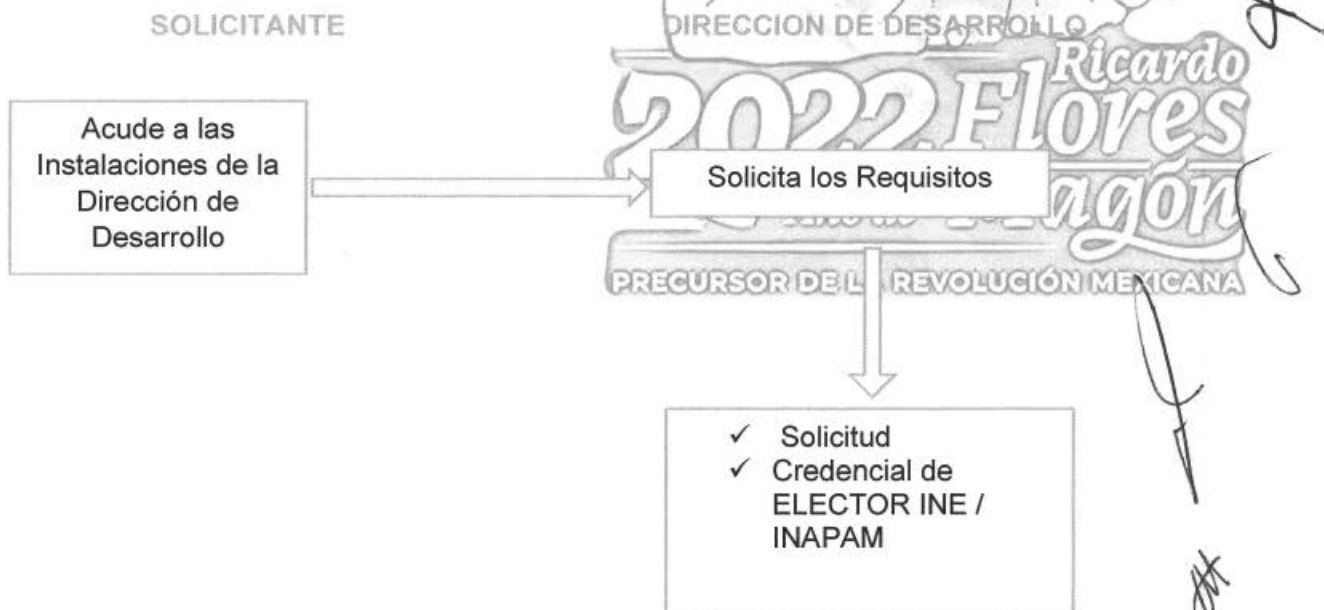 SOLICITANTE
DIRECCION DE DESARROLLO
Ricardo
2022 Flores
Acude a las
Instalaciones de la
Dirección de
Desarrollo
Solicita los Requisitos
PRECURSOR DE LA REVOLUCIÓN MEXICANA
✓ Solicitud
✓ Credencial de
ELECTOR INE /
INAPAM